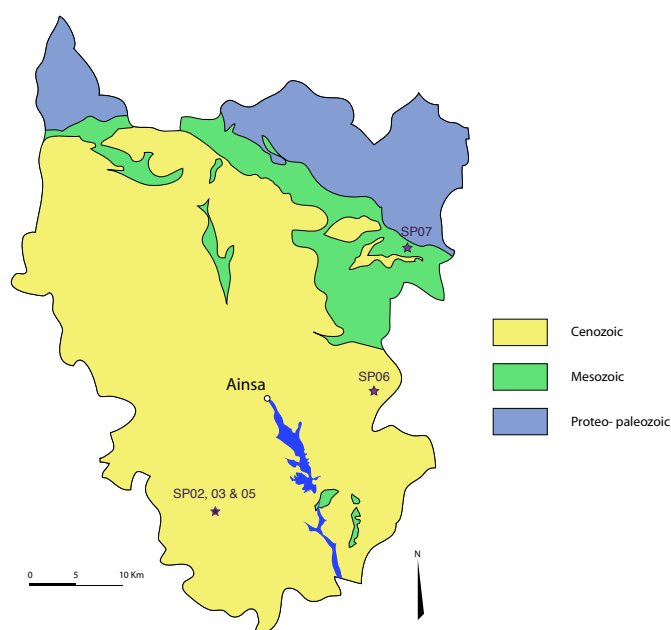 SP07
Cenozoic
Mesozoic
SP06
Ainsa
Proteo- paleozoic
SP02, 03 & 05
N
0 5 10 Km